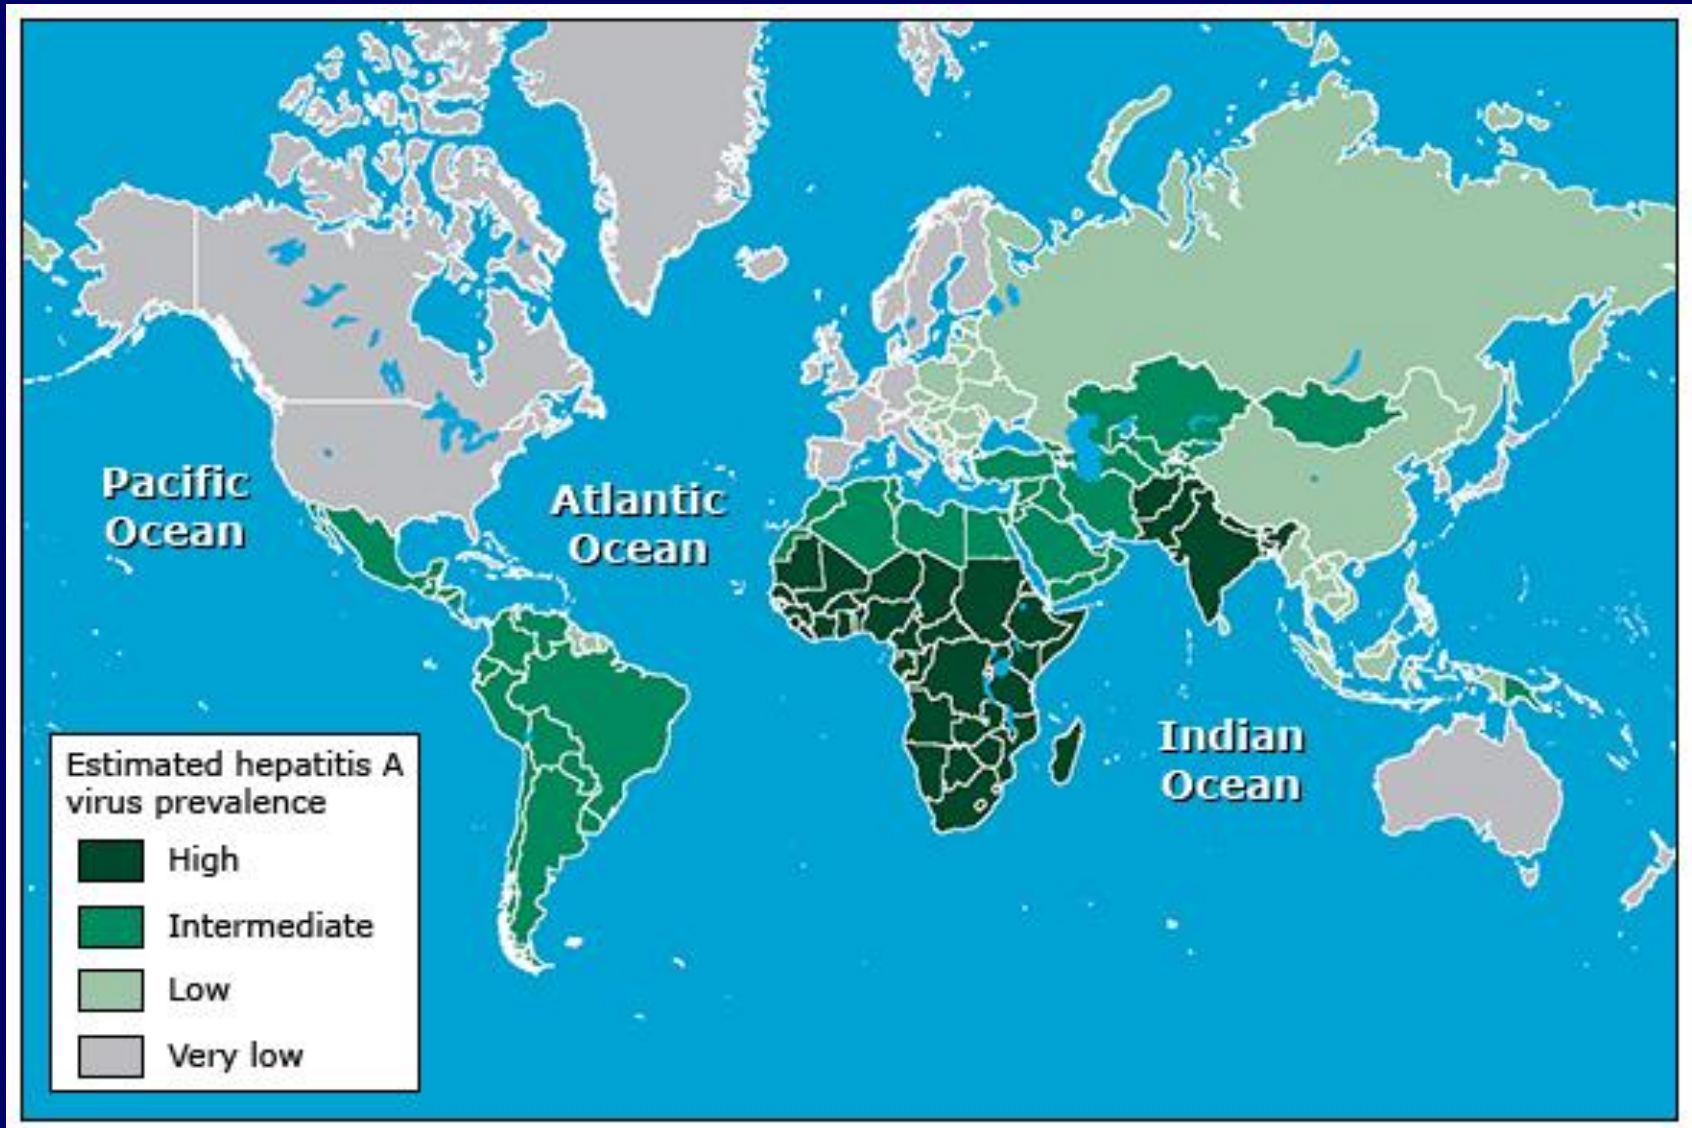 Pacific
Ocean
Atlantic
Ocean
Indian
Ocean
Estimated hepatitis A
virus prevalence
High
Intermediate
Low
Very low